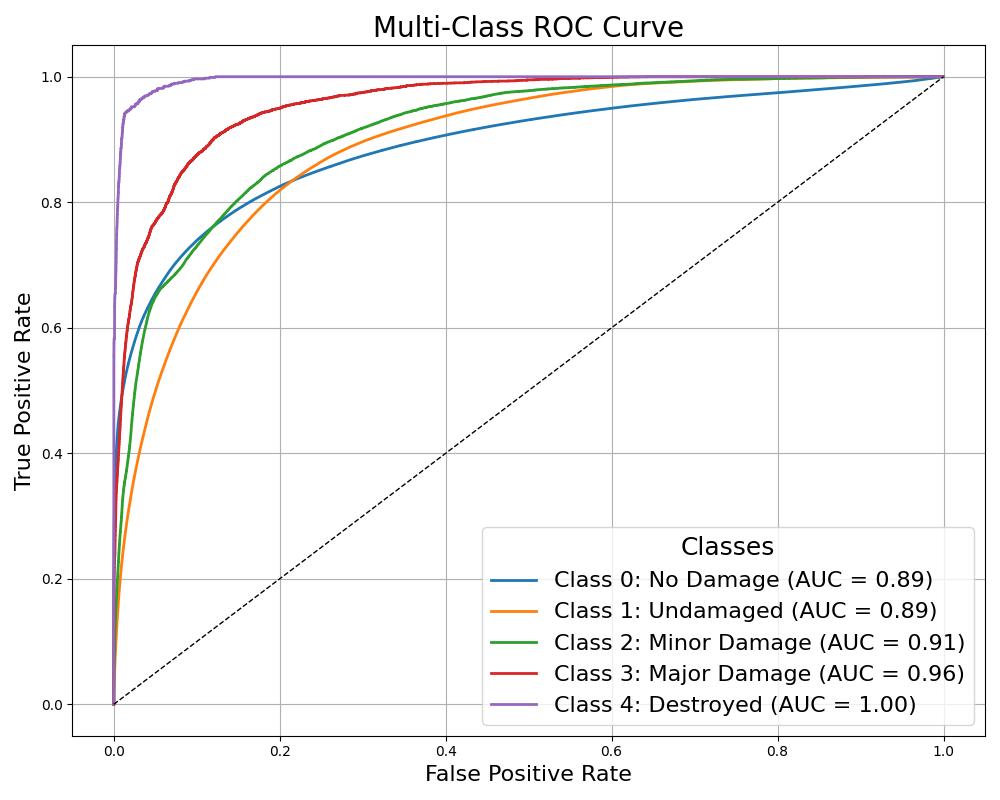 Multi-Class ROC Curve
True Positive Rate
1.0
0.8
0.6
0.4
0.2
0.0
Classes
Class 0: No Damage (AUC = 0.89)
Class 1: Undamaged (AUC = 0.89)
Class 2: Minor Damage (AUC = 0.91)
Class 3: Major Damage (AUC = 0.96)
Class 4: Destroyed (AUC = 1.00)
0.0 0.2 0.4 0.6 0.8 1.0
False Positive Rate